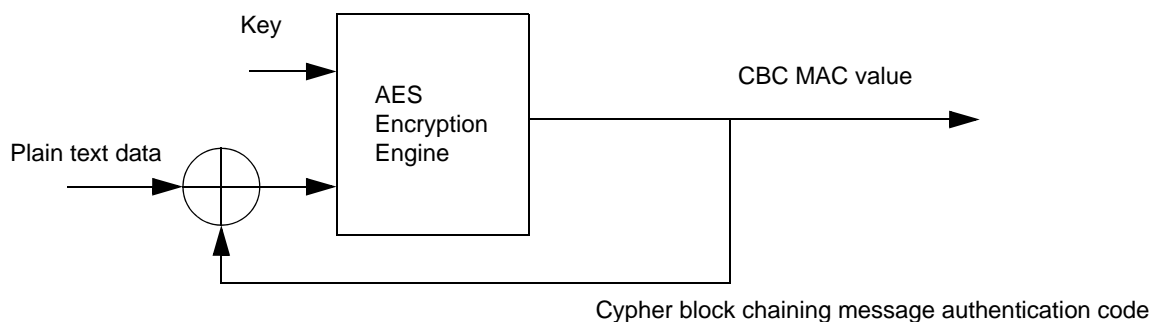 Key
CBC MAC value
AES
Encryption
Engine
Plain text data
Cypher block chaining message authentication code